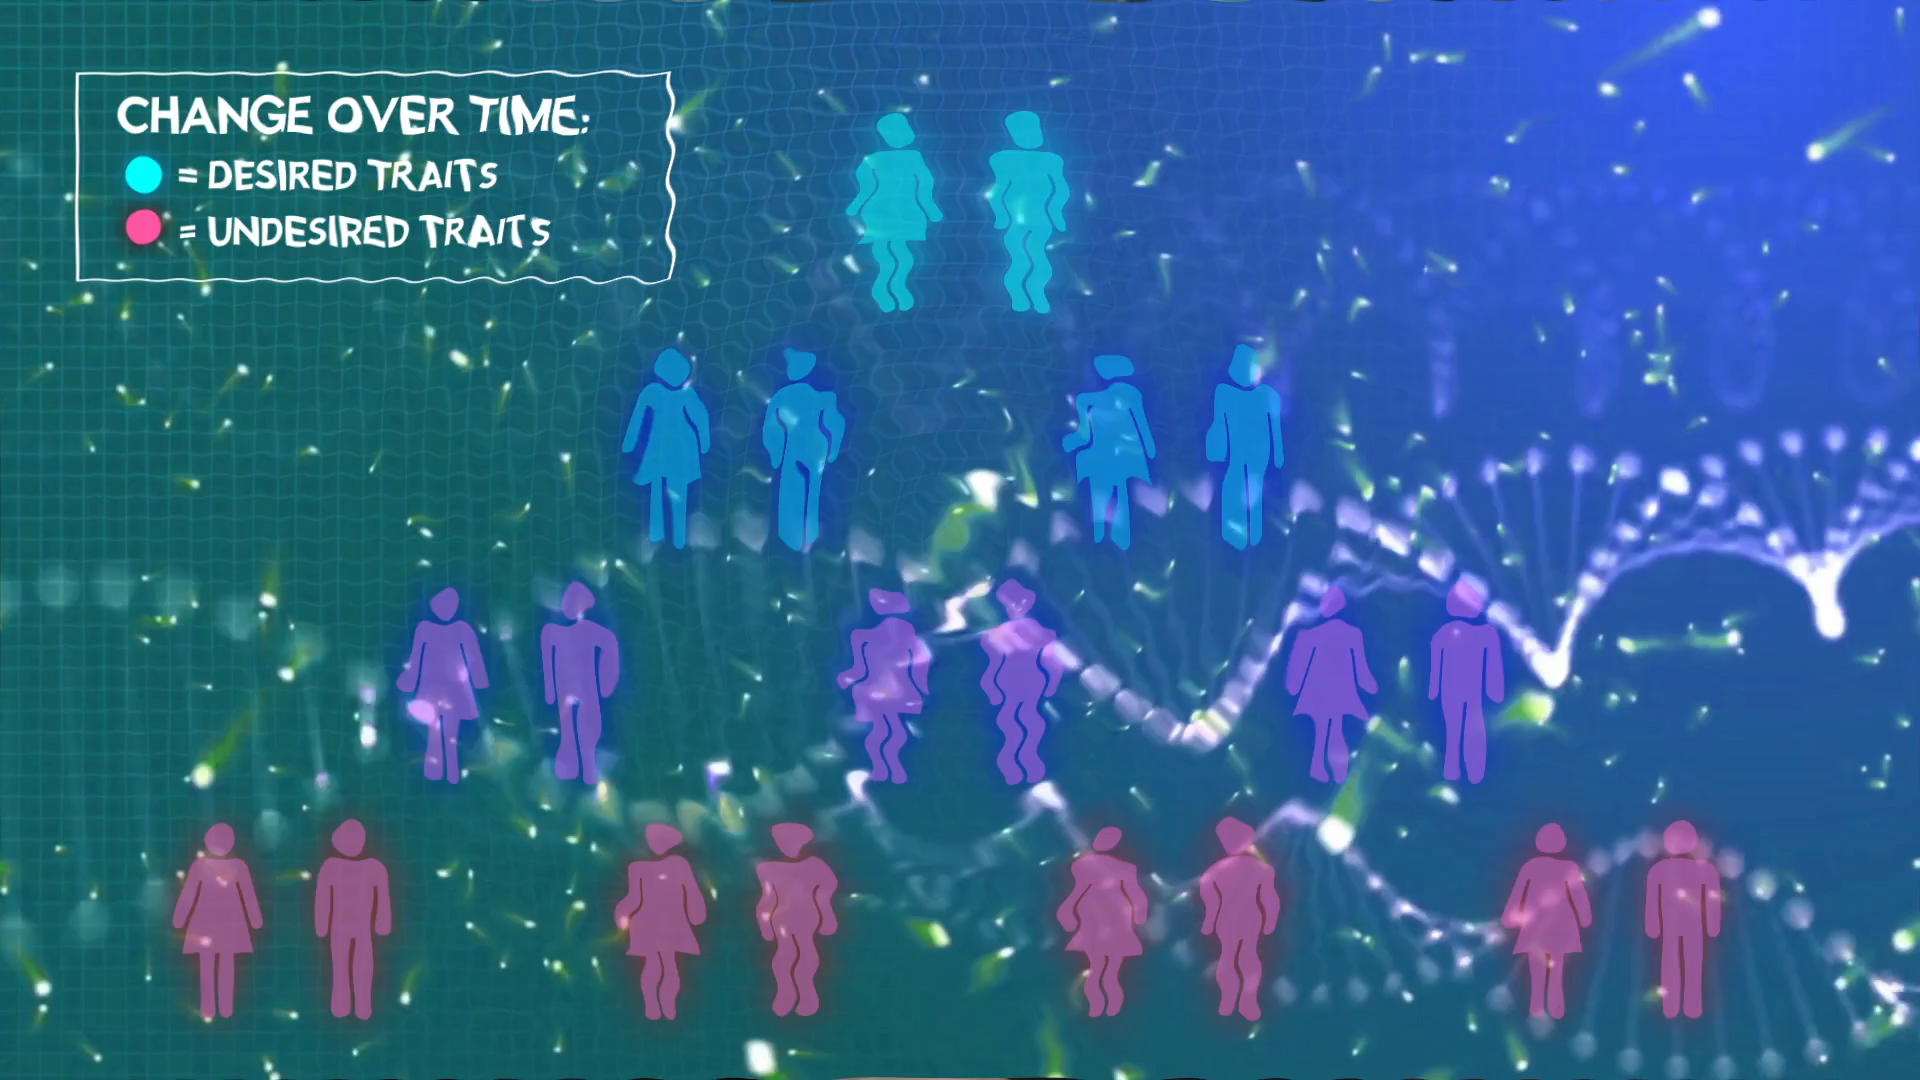 CHANGE OVER TIME:
= DESIRED TRAITS
= UNDESIRED TRAITS